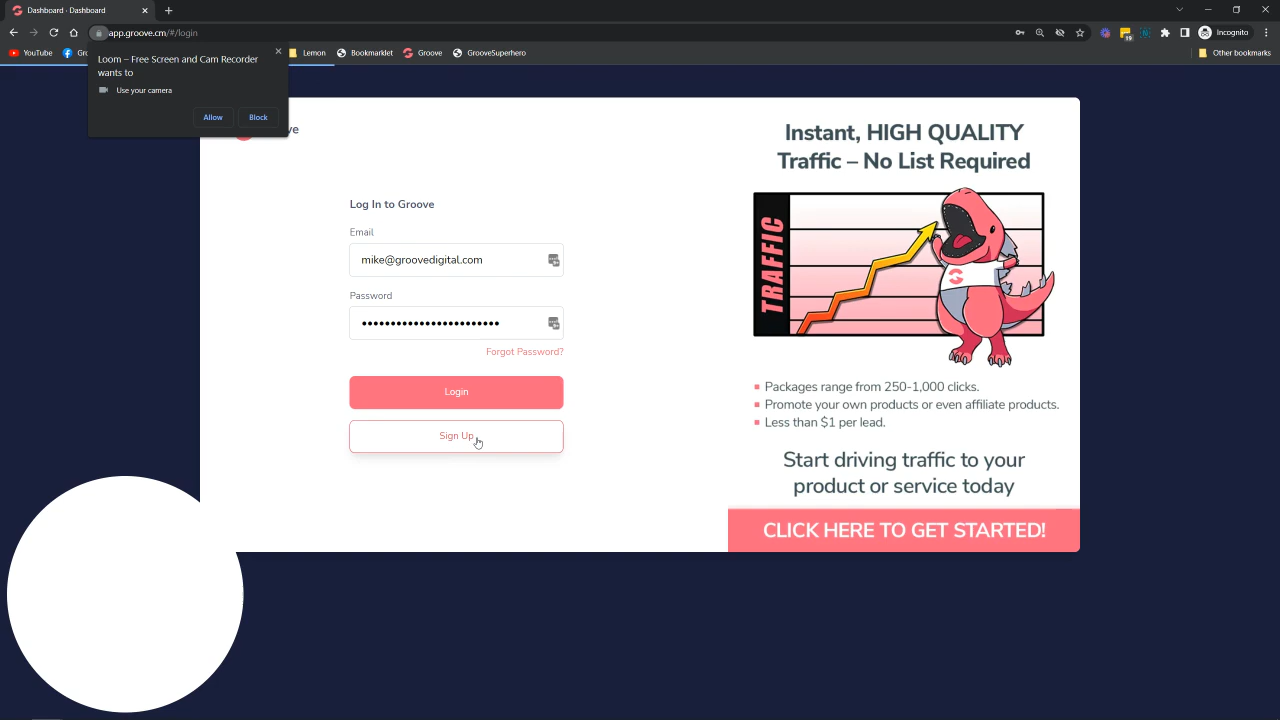 Dashboard - Dashboard
app.groove.cm/#/login
Incognito
YouTube
Lemon
Bookmarklet
Groove
GrooveSuperhero
Other bookmarks
Loom – Free Screen and Cam Recorder
wants to
Use your camera
Allow
Block
Log In to Groove
Email
mike@groovedigital.com
Password
Forgot Password?
Login
Sign Up
Instant, HIGH QUALITY
Traffic – No List Required
TRAFFIC
Packages range from 250-1,000 clicks.
Promote your own products or even affiliate products.
Less than $1 per lead.
Start driving traffic to your
product or service today
CLICK HERE TO GET STARTED!